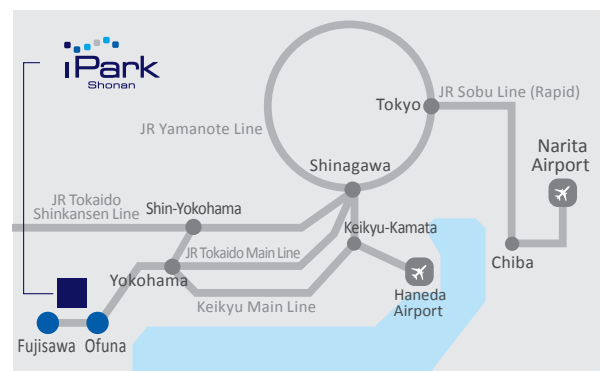 iPark
Shonan
Tokyo
JR Sobu Line (Rapid)
JR Yamanote Line
Narita
Airport
Shinagawa
JR Tokaido
Shinkansen Line
Shin-Yokohama
Keikyu-Kamata
JR Tokaido Main Line
Chiba
Yokohama
Keikyu Main Line
Haneda
Airport
Fujisawa
Ofuna